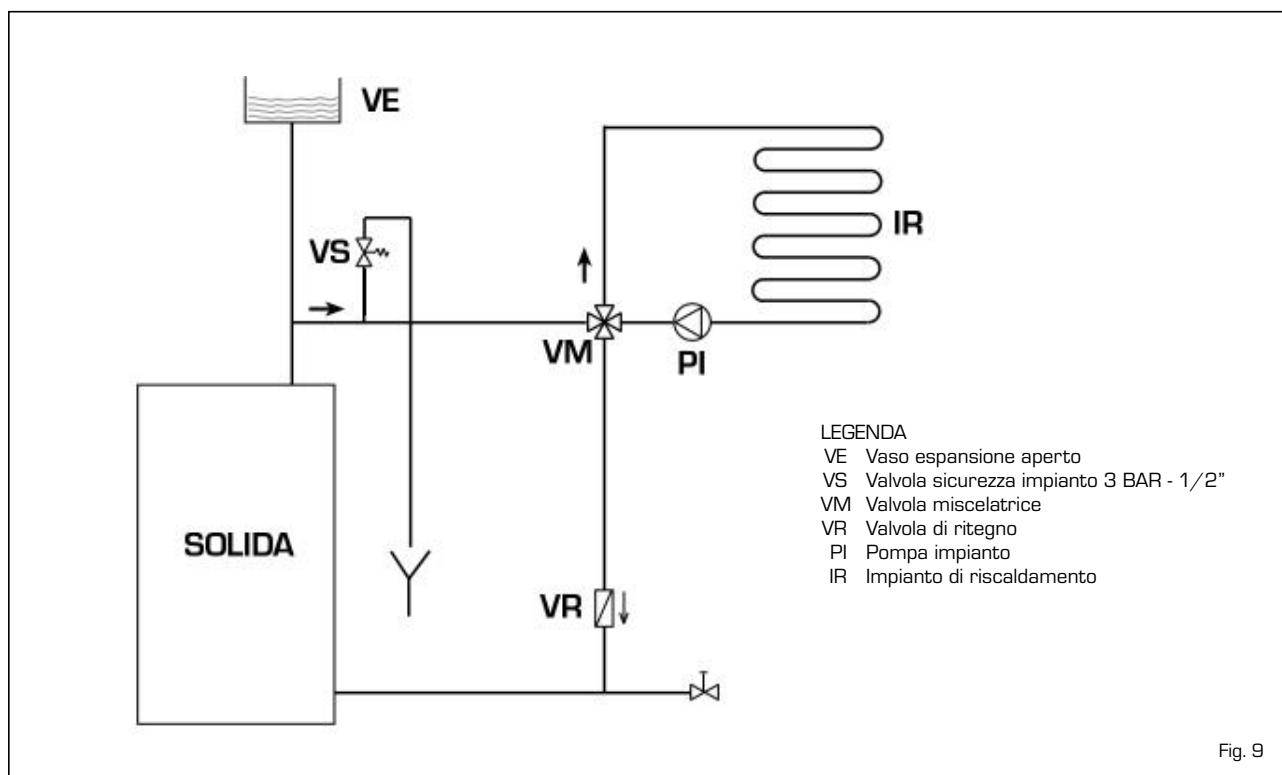 VE
VS
IR
VM
PI
SOLIDA
VR
LEGENDA
VE Vaso espansione aperto
VS Valvola sicurezza impianto 3 BAR - 1/2”
VM Valvola miscelatrice
VR Valvola di ritegno
PI Pompa impianto
IR Impianto di riscaldamento
Fig. 9